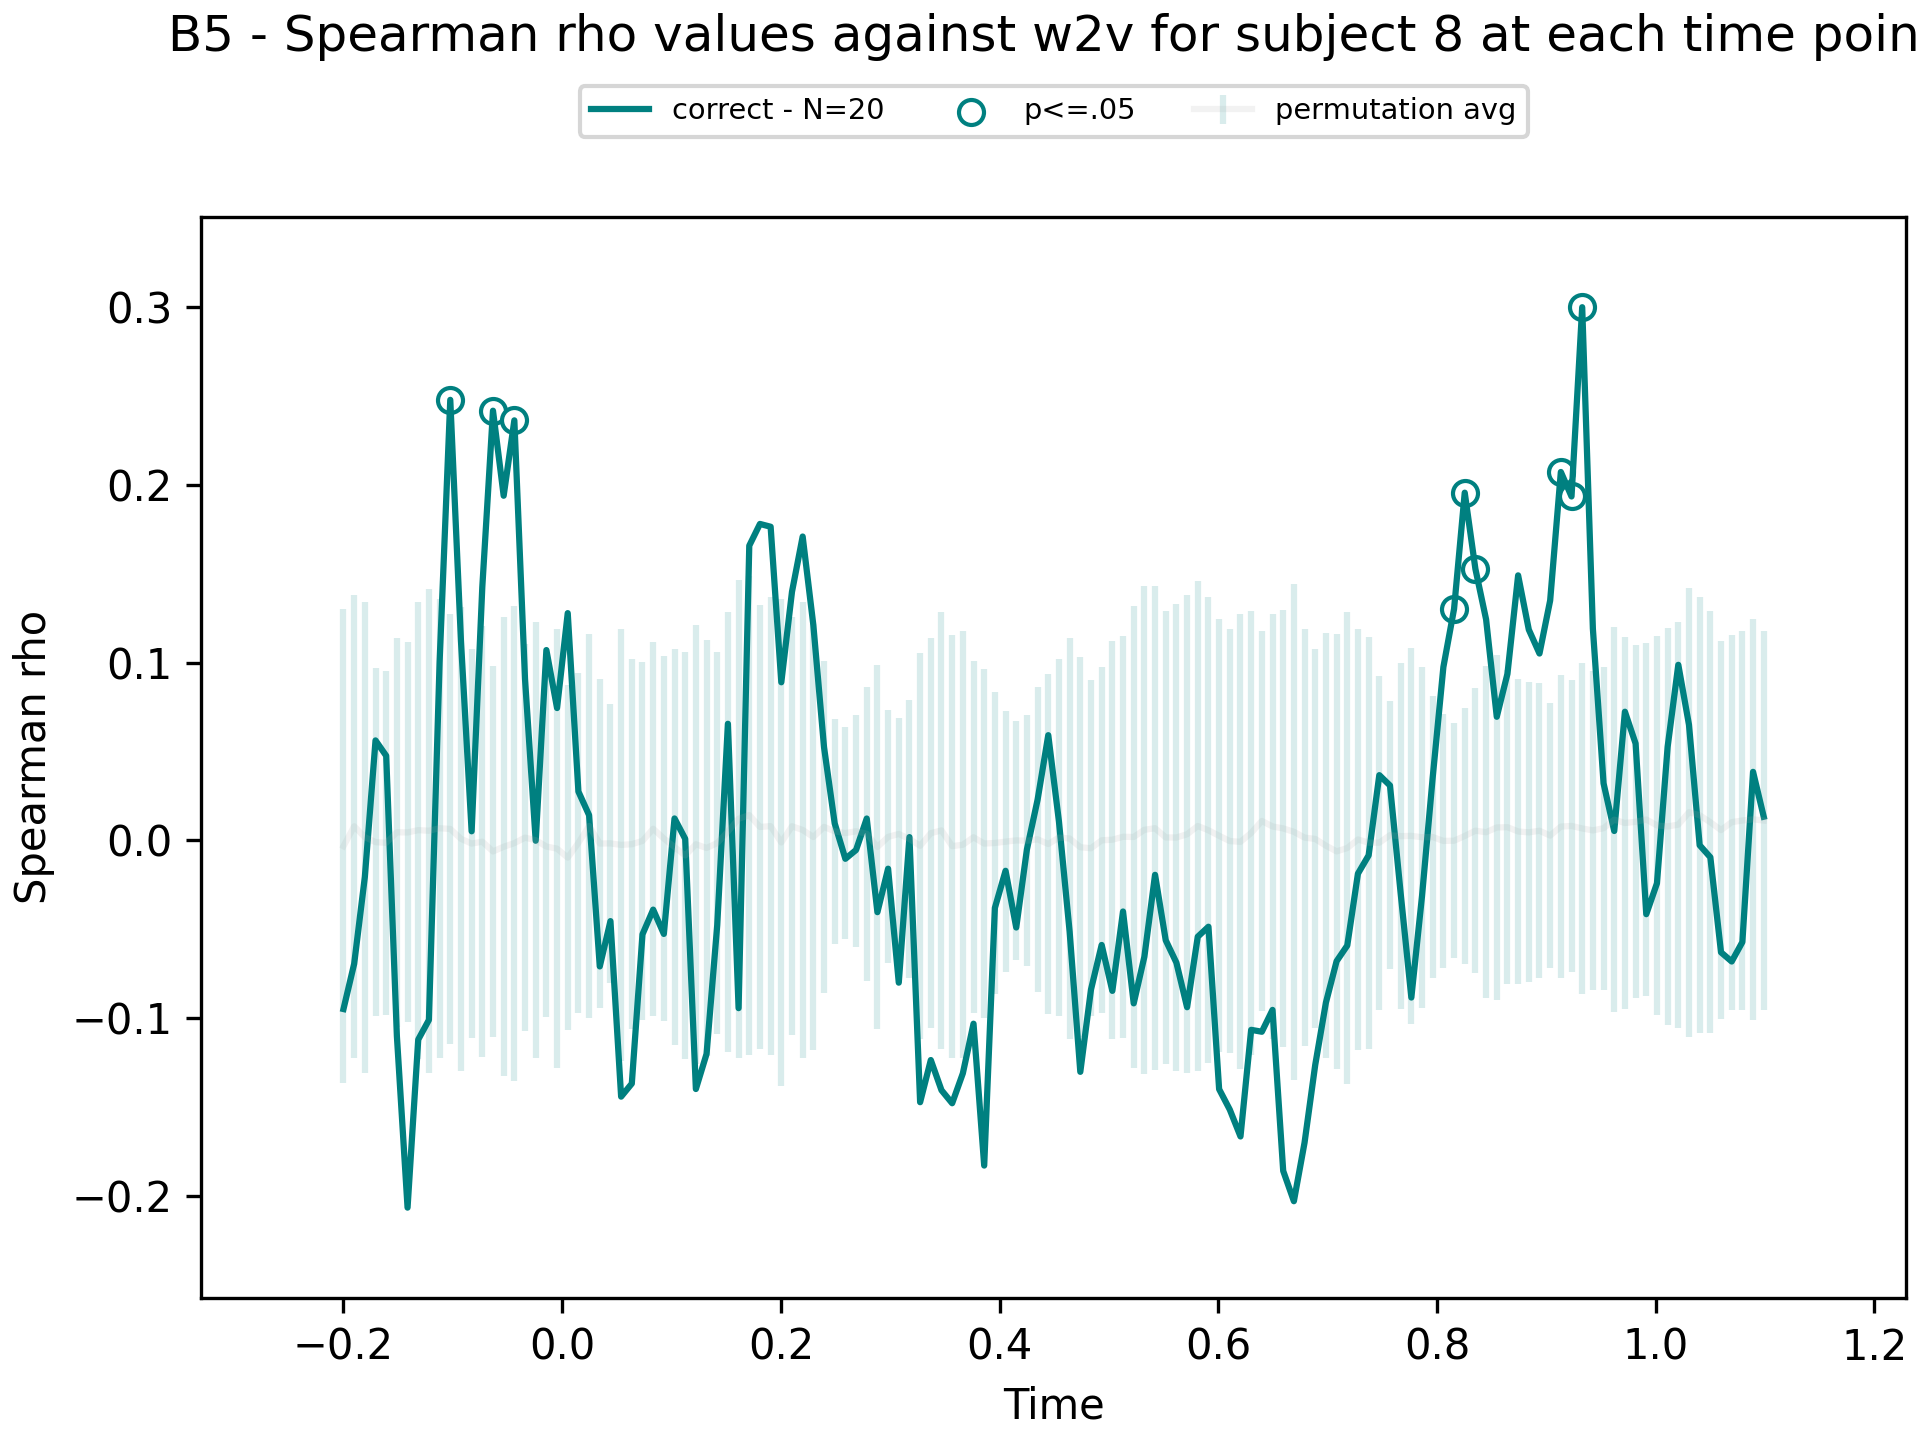 B5 - Spearman rho values against w2v for subject 8 at each time poin
correct - N=20 p<=.05 permutation avg
Spearman rho
0.3
0.2
0.1
0.0
−0.1
−0.2
−0.2 0.0 0.2 0.4 0.6 0.8 1.0 1.2
Time